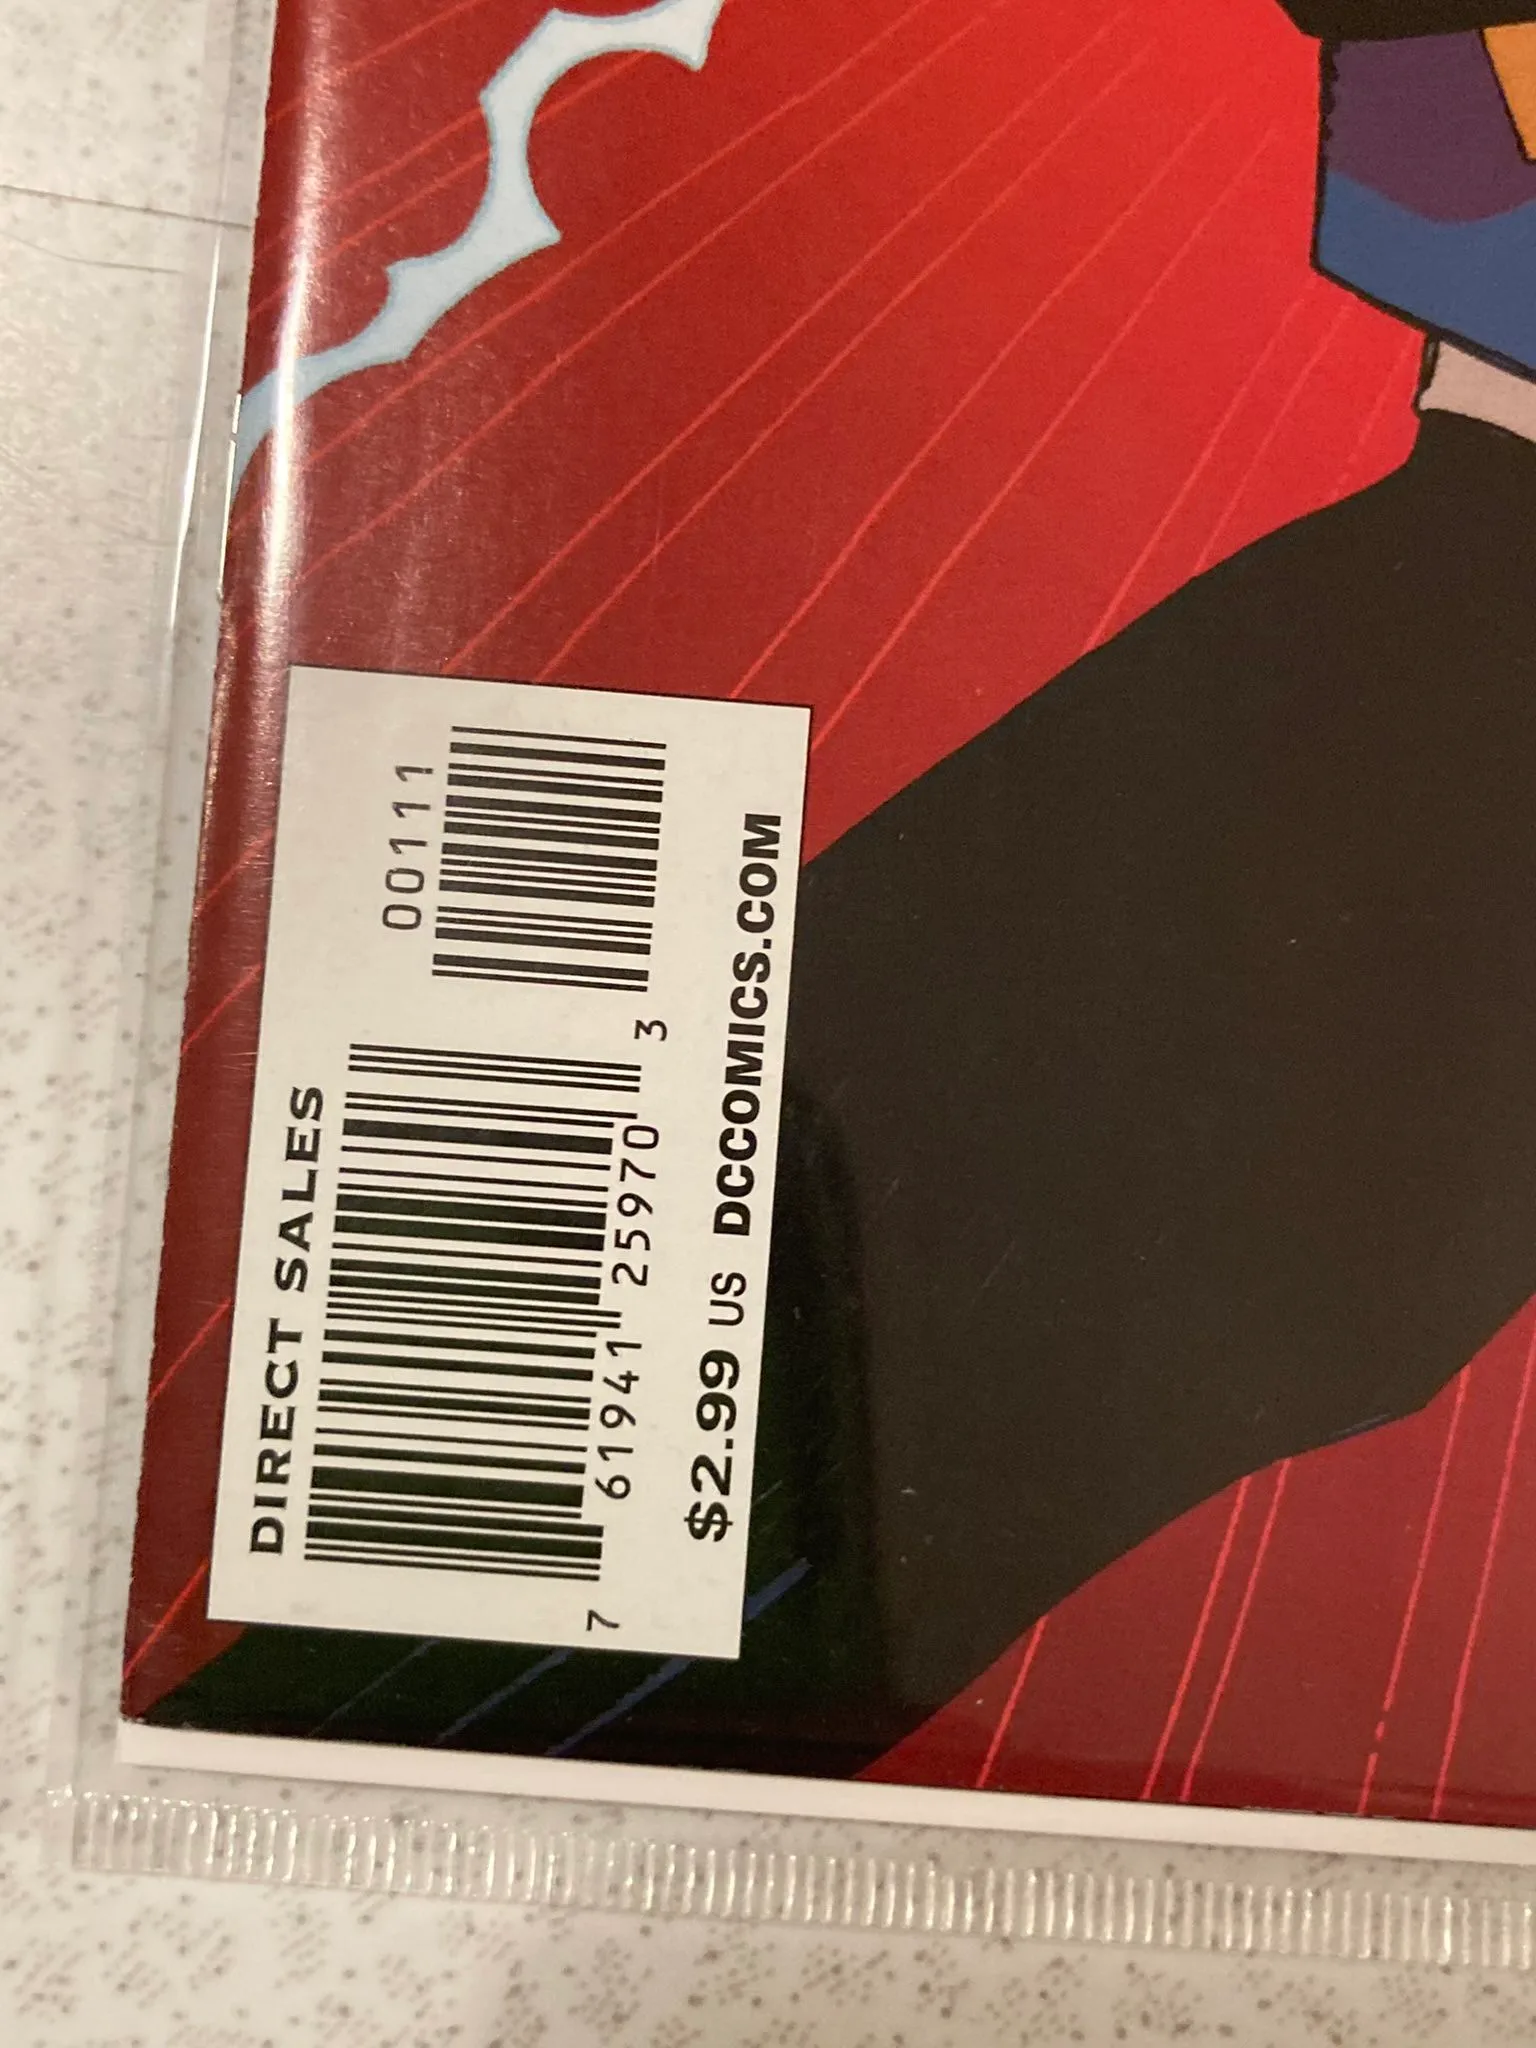 DIRECT SALES
00111
7 61941 25970 3
$2.99 US DCCOMICS.COM